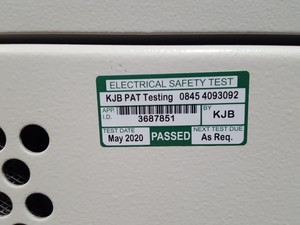 ELECTRICAL SAFETY TEST
KJB PAT Testing 0845 4093092
APP. I.D. 3687851 BY KJB
TEST DATE NEXT TEST DUE
May 2020 PASSED As Req.